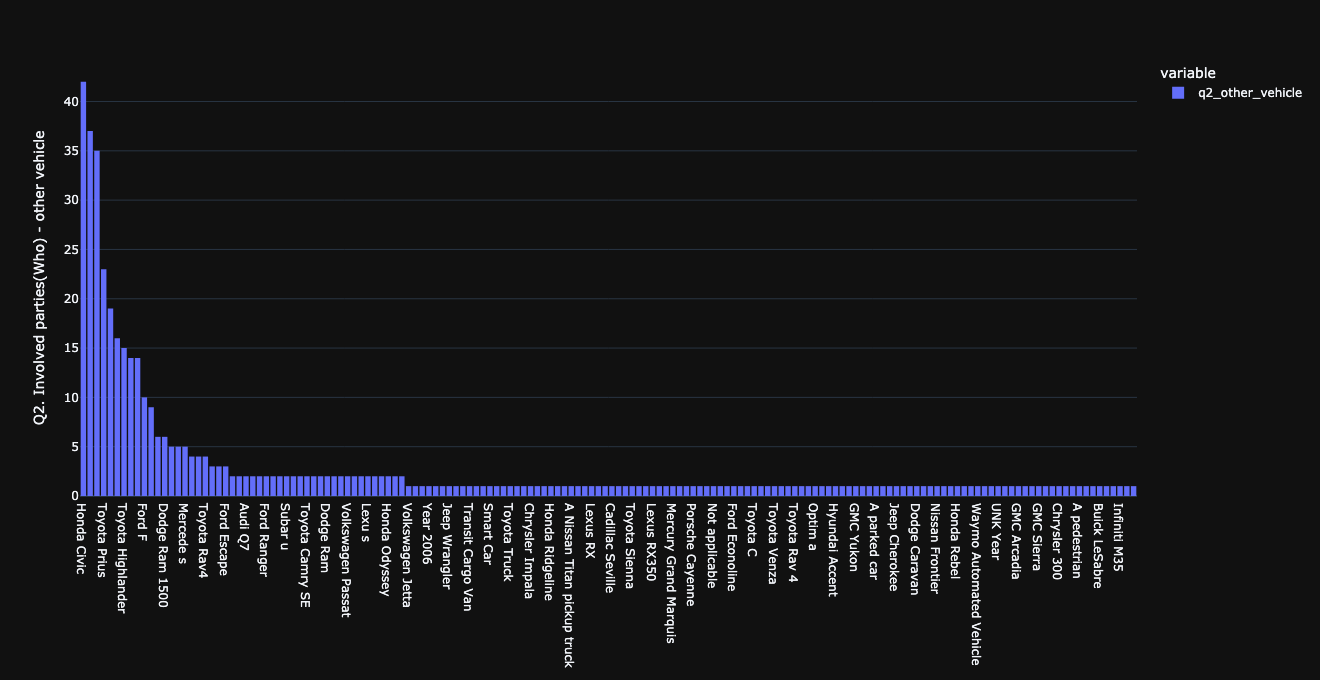 variable
q2_other_vehicle
Q2. Involved parties(Who) - other vehicle
40
35
30
25
20
15
10
5
0
Honda Civic
Toyota Prius
Toyota Highlander
Ford F
Dodge Ram 1500
Mercede s
Toyota Rav4
Ford Escape
Audi Q7
Ford Ranger
Subar u
Toyota Camry SE
Dodge Ram
Volkswagen Passat
Lexu s
Honda Odyssey
Volkswagen Jetta
Year 2006
Jeep Wrangler
Transit Cargo Van
Smart Car
Toyota Truck
Chrysler Impala
Honda Ridgeline
A Nissan Titan pickup truck
Lexus RX
Cadillac Seville
Toyota Sienna
Lexus RX350
Mercury Grand Marquis
Porsche Cayenne
Not applicable
Ford Econoline
Toyota C
Toyota Venza
Toyota Rav 4
Optim a
Hyundai Accent
GMC Yukon
A parked car
Jeep Cherokee
Dodge Caravan
Nissan Frontier
Honda Rebel
Waymo Automated Vehicle
UNK Year
GMC Arcadia
GMC Sierra
Chrysler 300
A pedestrian
Buick LeSabre
Infiniti M35